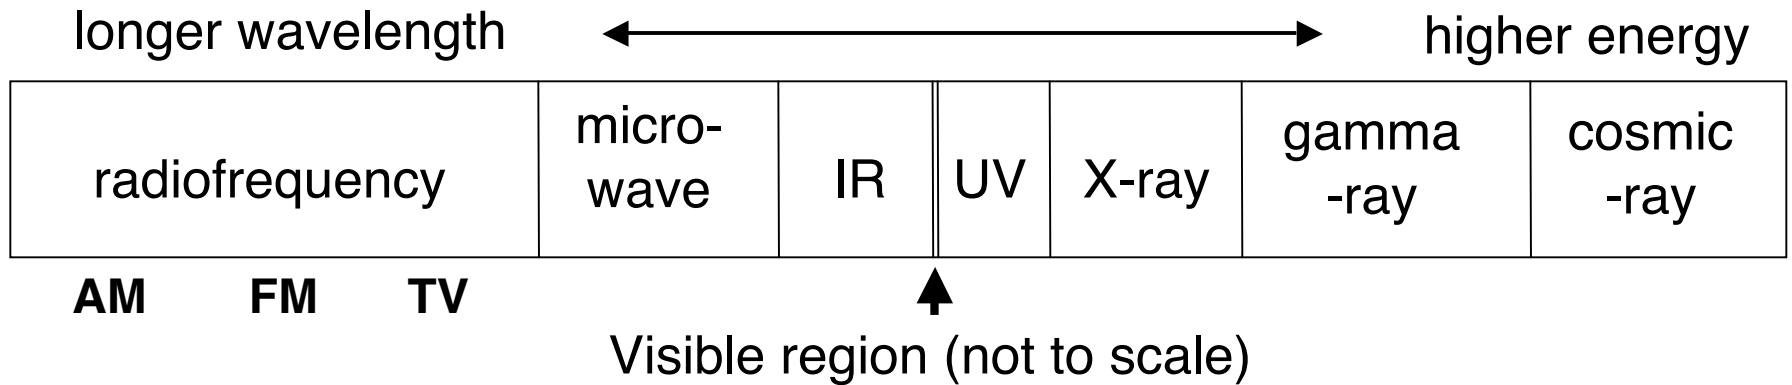 longer wavelength higher energy
radiofrequency
micro-
wave
IR
UV
X-ray
gamma
-ray
cosmic
-ray
AM FM TV
Visible region (not to scale)